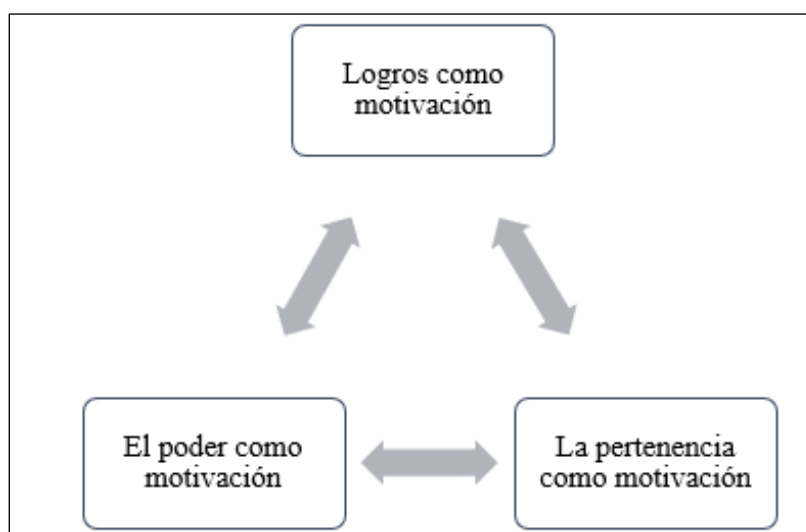 Logros como
motivación
El poder como
motivación
La pertenencia
como motivación